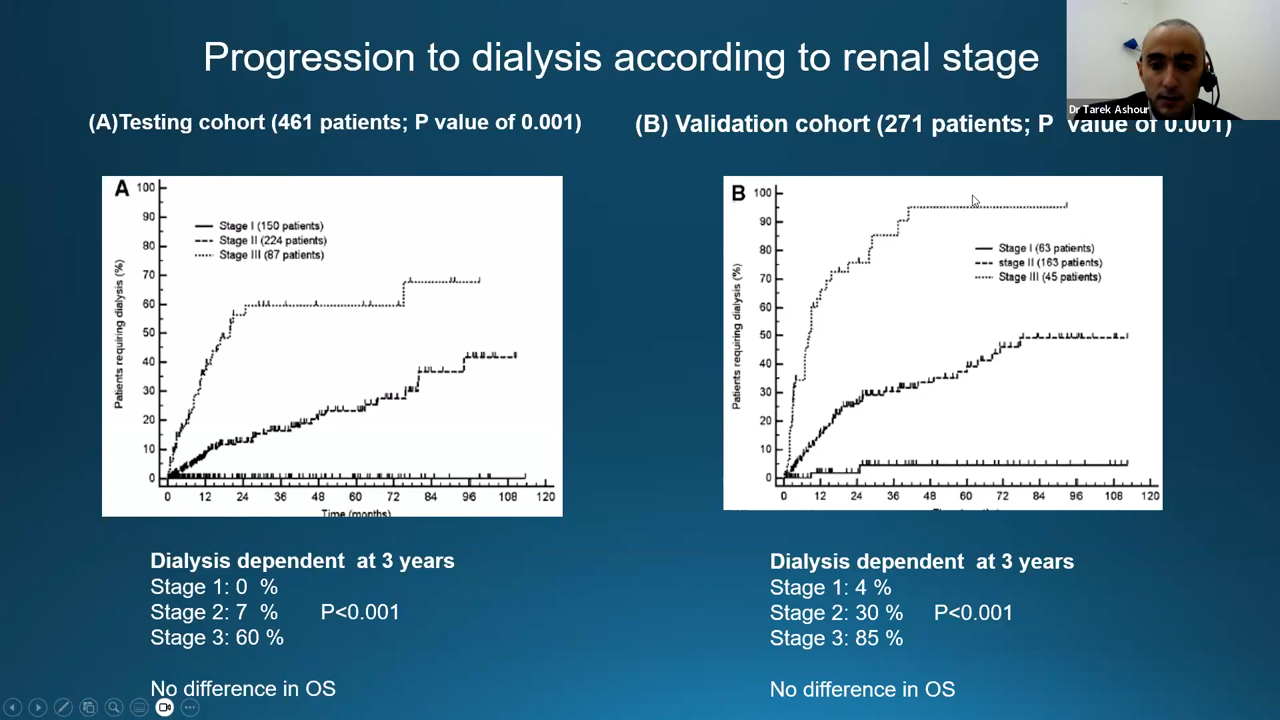 Progression to dialysis according to renal stage
Dr Tarek Ashour
(A)Testing cohort (461 patients; P value of 0.001)
(B) Validation cohort (271 patients; P value of 0.001)
A
Patients requiring dialysis (%)
100
90
80
70
60
50
40
30
20
10
0
Stage I (150 patients)
Stage II (224 patients)
Stage III (87 patients)
0 12 24 36 48 60 72 84 96 108 120
Time (months)
B
Patients requiring dialysis (%)
100
90
80
70
60
50
40
30
20
10
0
Stage I (63 patients)
stage II (163 patients)
Stage III (45 patients)
0 12 24 36 48 60 72 84 96 108 120
Dialysis dependent at 3 years
Stage 1: 0 %
Stage 2: 7 % P<0.001
Stage 3: 60 %
No difference in OS
Dialysis dependent at 3 years
Stage 1: 4 %
Stage 2: 30 % P<0.001
Stage 3: 85 %
No difference in OS